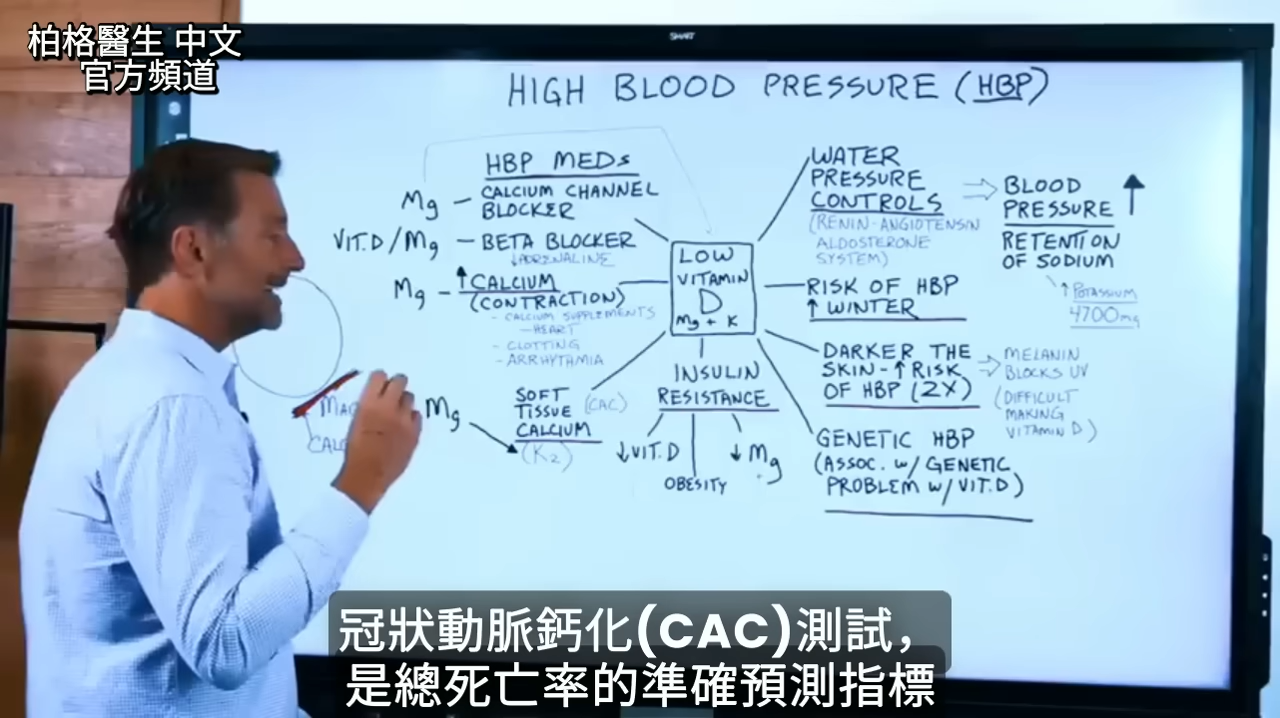 柏格醫生 中文
官方頻道
SMART
HIGH BLOOD PRESSURE (HBP)
HBP MEDS
Mg - CALCIUM CHANNEL
BLOCKER
VIT.D/Mg - BETA BLOCKER
↓ADRENALINE
Mg - ↑CALCIUM
(CONTRACTION)
- CALCIUM SUPPLEMENTS
- HEART
- CLOTTING
- ARRHYTHMIA
Mg
SOFT
TISSUE (CAC)
CALCIUM
(K2)
LOW
VITAMIN
D
Mg + K
INSULIN
RESISTANCE
↓VIT.D
↓Mg
OBESITY
WATER
PRESSURE
CONTROLS
(RENIN-ANGIOTENSIN
ALDOSTERONE
SYSTEM)
BLOOD
PRESSURE ↑
RETENTION
OF SODIUM
↑POTASSIUM
4700mg
RISK OF HBP
↑ WINTER
DARKER THE
SKIN-↑RISK
OF HBP (2X)
MELANIN
BLOCKS UV
(DIFFICULT
MAKING
VITAMIN D)
GENETIC HBP
(ASSOC. w/ GENETIC
PROBLEM w/ VIT.D)
冠狀動脈鈣化(CAC)測試，
是總死亡率的準確預測指標